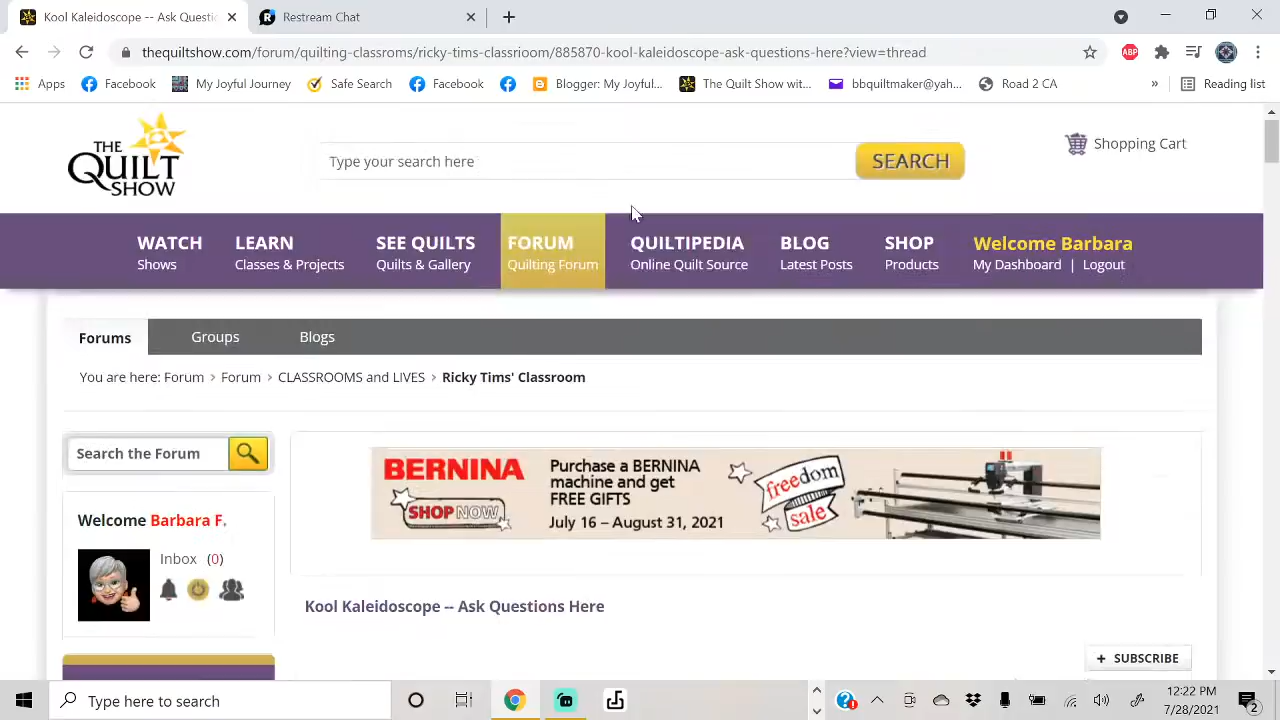 Kool Kaleidoscope -- Ask Questi
Restream Chat
thequiltshow.com/forum/quilting-classroms/ricky-tims-classrioom/885870-kool-kaleidoscope-ask-questions-here?view=thread
ABP
Apps
Facebook
My Joyful Journey
Safe Search
Facebook
Blogger: My Joyful...
The Quilt Show wit...
bbquiltmaker@yah...
Road 2 CA
»
Reading list
THE
QUILT
SHOW
Type your search here
SEARCH
Shopping Cart
WATCH
Shows
LEARN
Classes & Projects
SEE QUILTS
Quilts & Gallery
FORUM
Quilting Forum
QUILTIPEDIA
Online Quilt Source
BLOG
Latest Posts
SHOP
Products
Welcome Barbara
My Dashboard | Logout
Forums
Groups
Blogs
You are here: Forum › Forum › CLASSROOMS and LIVES › Ricky Tims' Classroom
Search the Forum
BERNINA
SHOP NOW
Purchase a BERNINA
machine and get
FREE GIFTS
July 16 – August 31, 2021
freedom
sale
Welcome Barbara F.
Inbox (0)
Kool Kaleidoscope -- Ask Questions Here
+ SUBSCRIBE
Type here to search
12:22 PM
7/28/2021
2